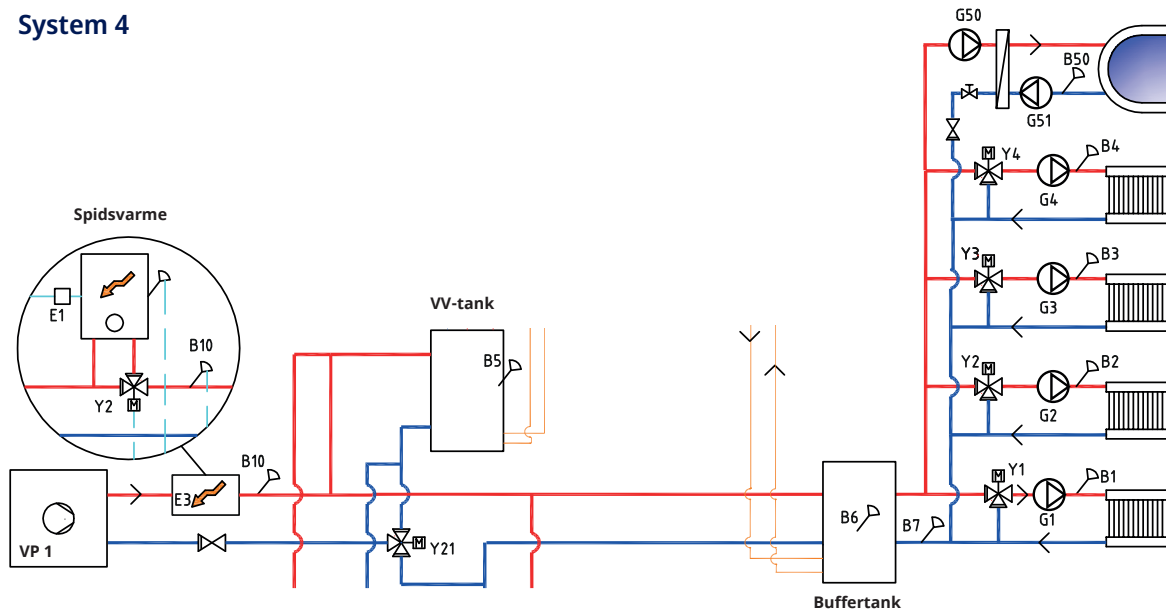 System 4
G50
B50
G51
Y4
B4
G4
Spidsvarme
Y3
B3
G3
E1
VV-tank
B10
B5
Y2
B2
G2
Y2
M
B10
Y1
B1
E3
G1
B6
B7
VP 1
M
Y21
Buffertank
M
M
M
M